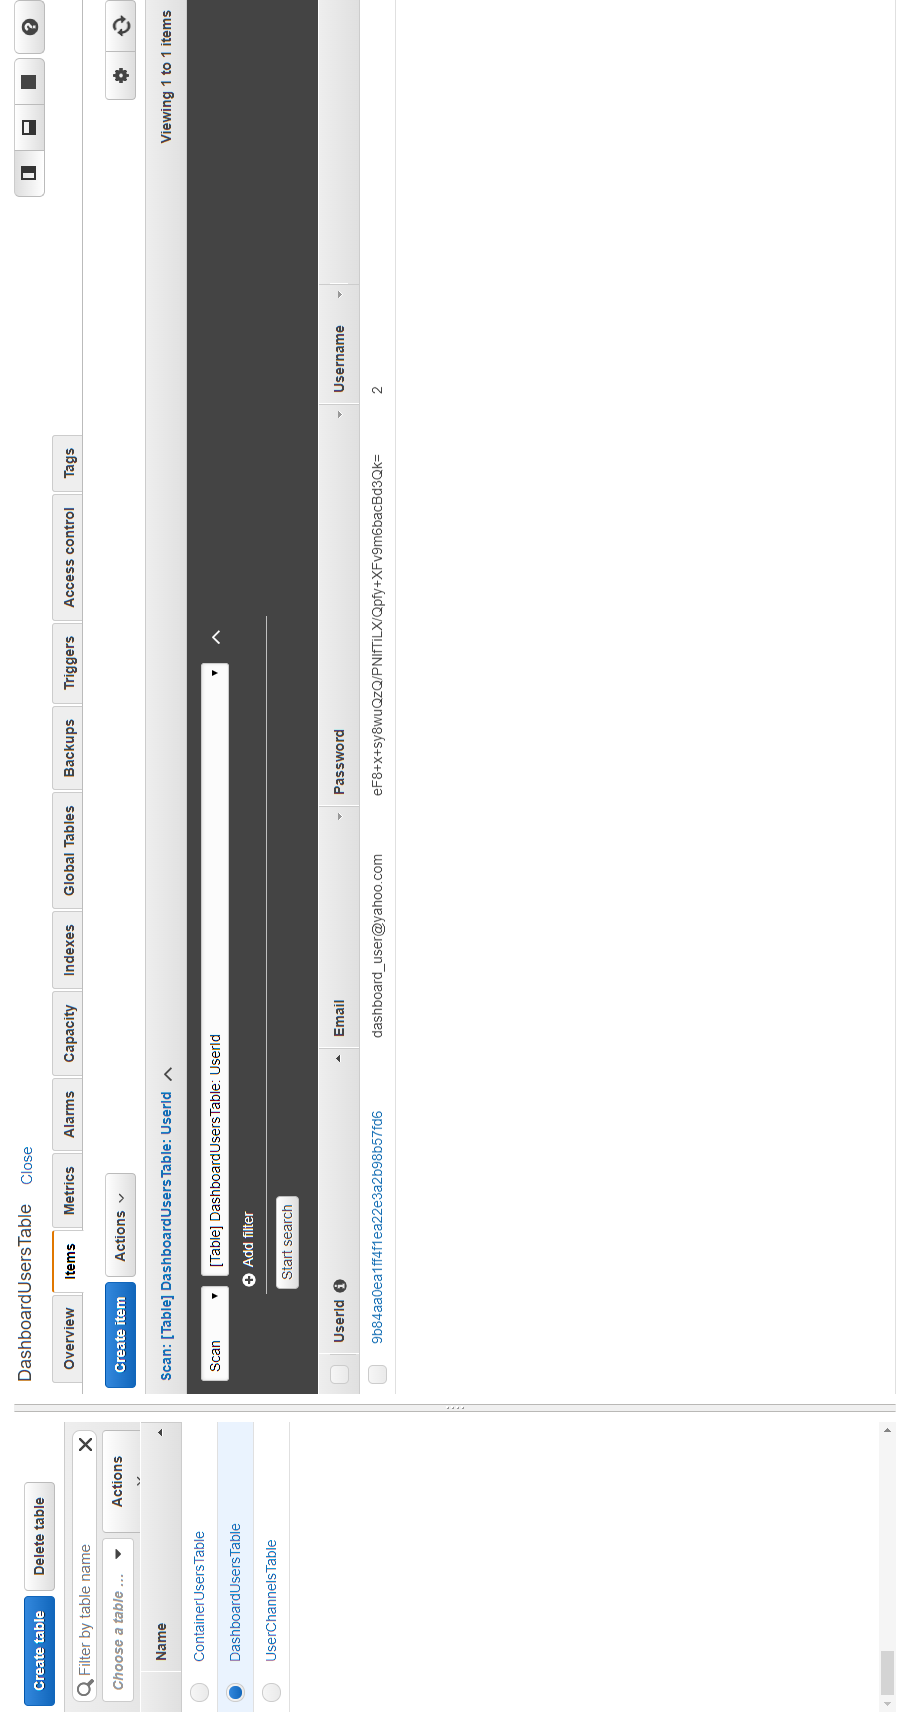 Create table
Delete table
Filter by table name
Choose a table ...
Actions
Name
ContainerUsersTable
DashboardUsersTable
UserChannelsTable
DashboardUsersTable Close
Overview Items Metrics Alarms Capacity Indexes Global Tables Backups Triggers Access control Tags
Create item Actions
Scan: [Table] DashboardUsersTable: UserId Viewing 1 to 1 items
Scan [Table] DashboardUsersTable: UserId
Add filter
Start search
UserId Email Password Username
9b84aa0ea1ff4f1ea22e3a2b98b57fd6 dashboard_user@yahoo.com eF8+x+sy8wuQzQ/PNlfTiLX/Qpfy+XFv9m6bacBd3Qk= 2